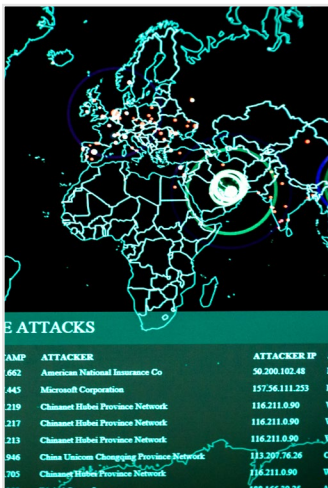 E ATTACKS
AMP ATTACKER ATTACKER IP
.662 American National Insurance Co 50.200.102.48
.445 Microsoft Corporation 157.56.111.253
.219 Chinanet Hubei Province Network 116.211.0.90
.217 Chinanet Hubei Province Network 116.211.0.90
.213 Chinanet Hubei Province Network 116.211.0.90
.946 China Unicom Chongqing Province Network 113.207.76.26
.705 Chinanet Hubei Province Network 116.211.0.90